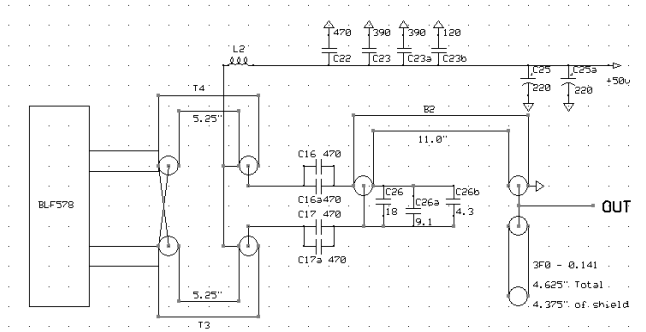 470 390 390 120
L2
C22 C23 C23a C23b
C25 C25a
220 220
+50v
T4
5.25"
B2
11.0"
C16 470
C16a 470
C17 470
C17a 470
C26 C26a C26b
18 9.1 4.3
BLF578
OUT
5.25"
T3
3F0 - 0.141
4.625" Total
4.375" of shield